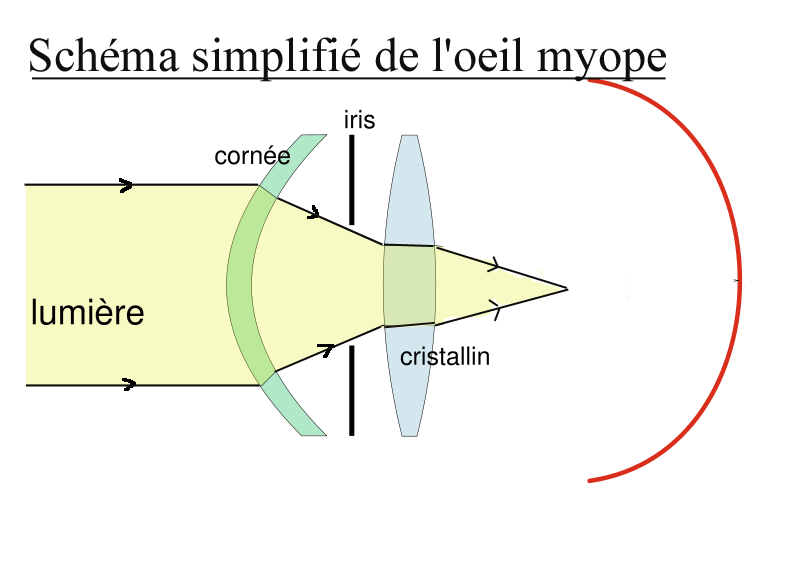 Schéma simplifié de l'oeil myope
iris
cornée
lumière
cristallin